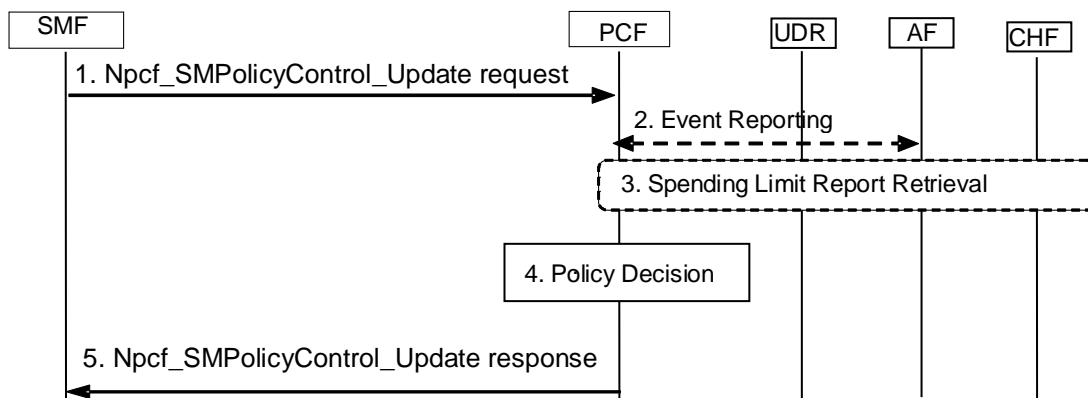 SMF
PCF
UDR
AF
CHF
1. Npcf_SMPolicyControl_Update request
2. Event Reporting
3. Spending Limit Report Retrieval
4. Policy Decision
5. Npcf_SMPolicyControl_Update response